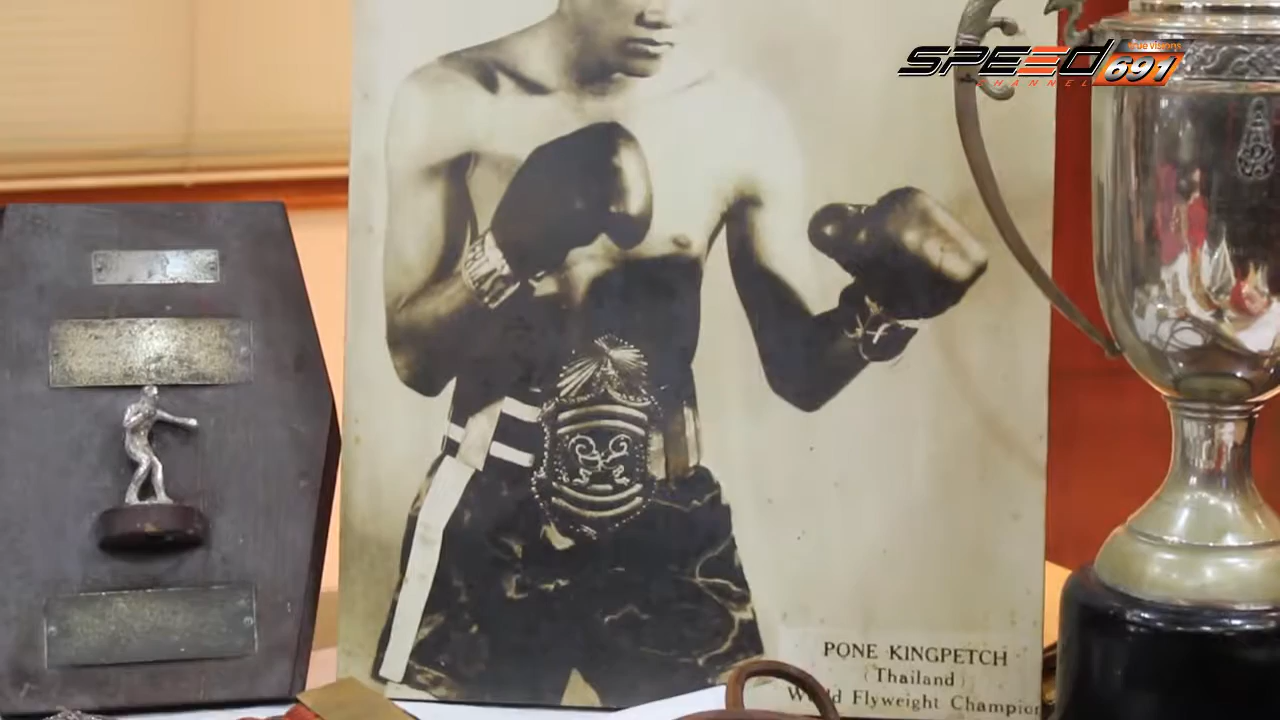 SPEED
True Visions
691
CHANNEL
PONE KINGPETCH
(Thailand)
World Flyweight Champion